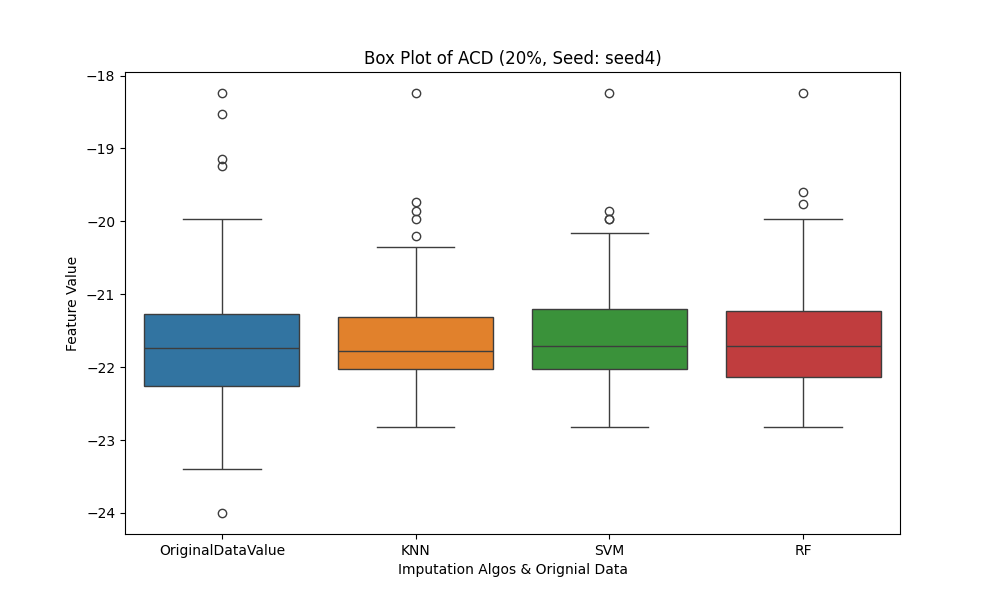 Box Plot of ACD (20%, Seed: seed4)
−18
−19
−20
−21
−22
−23
−24
Feature Value
OriginalDataValue KNN SVM RF
Imputation Algos & Orignial Data